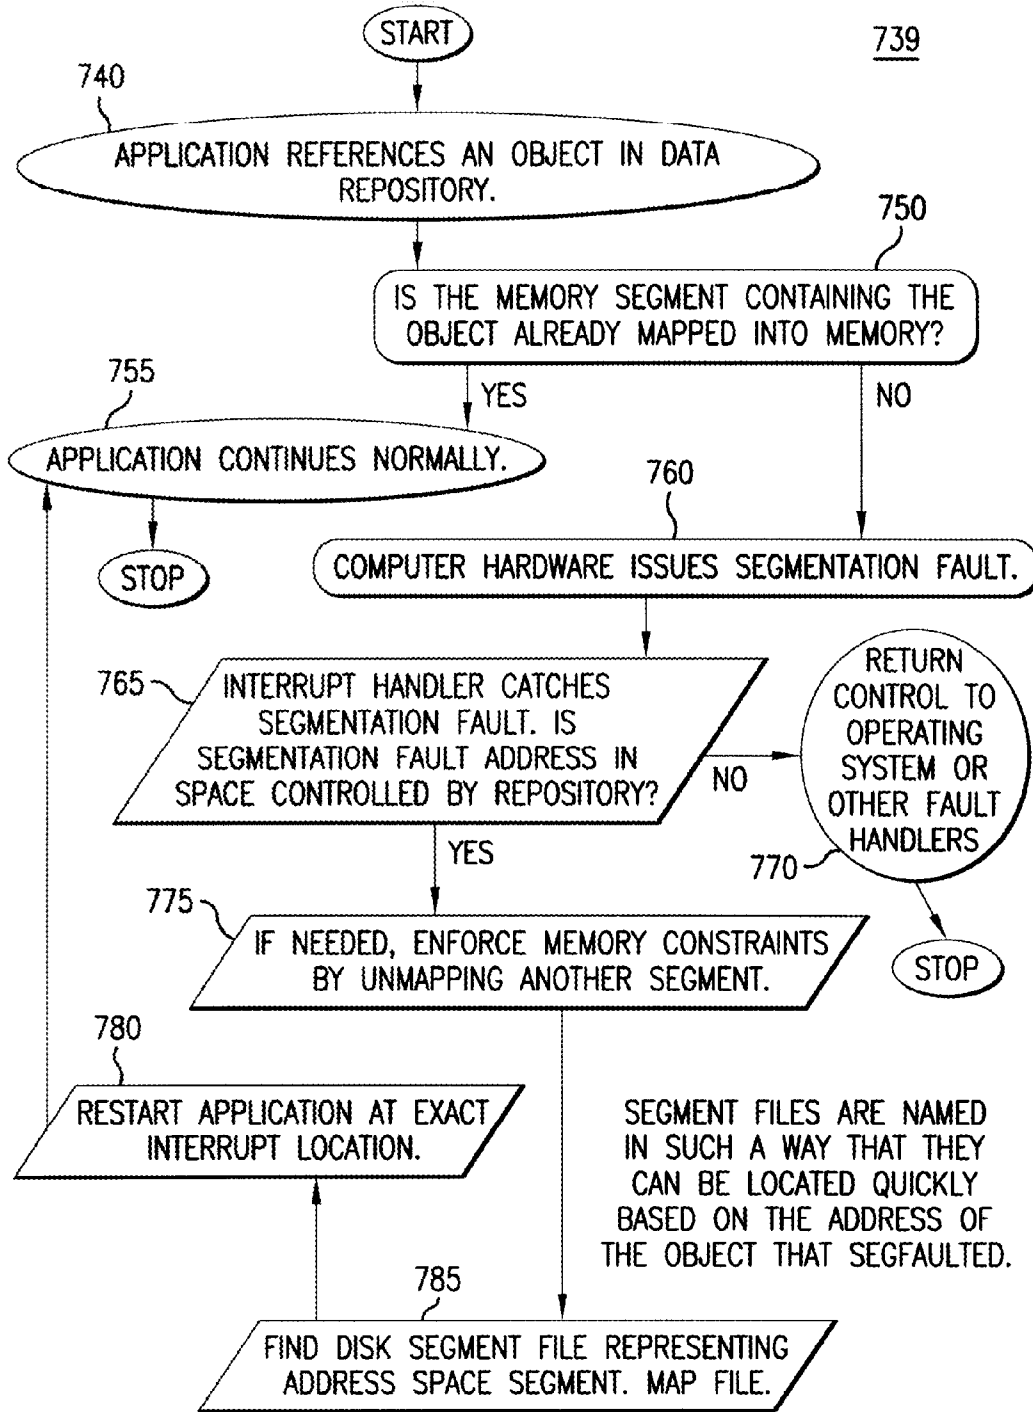 START
739
740
APPLICATION REFERENCES AN OBJECT IN DATA
REPOSITORY.
750
IS THE MEMORY SEGMENT CONTAINING THE
OBJECT ALREADY MAPPED INTO MEMORY?
755
YES
NO
APPLICATION CONTINUES NORMALLY.
760
STOP
COMPUTER HARDWARE ISSUES SEGMENTATION FAULT.
765
INTERRUPT HANDLER CATCHES
SEGMENTATION FAULT. IS
SEGMENTATION FAULT ADDRESS IN
SPACE CONTROLLED BY REPOSITORY?
NO
RETURN
CONTROL TO
OPERATING
SYSTEM OR
OTHER FAULT
HANDLERS
770
YES
775
IF NEEDED, ENFORCE MEMORY CONSTRAINTS
BY UNMAPPING ANOTHER SEGMENT.
STOP
780
RESTART APPLICATION AT EXACT
INTERRUPT LOCATION.
SEGMENT FILES ARE NAMED
IN SUCH A WAY THAT THEY
CAN BE LOCATED QUICKLY
BASED ON THE ADDRESS OF
THE OBJECT THAT SEGFAULTED.
785
FIND DISK SEGMENT FILE REPRESENTING
ADDRESS SPACE SEGMENT. MAP FILE.